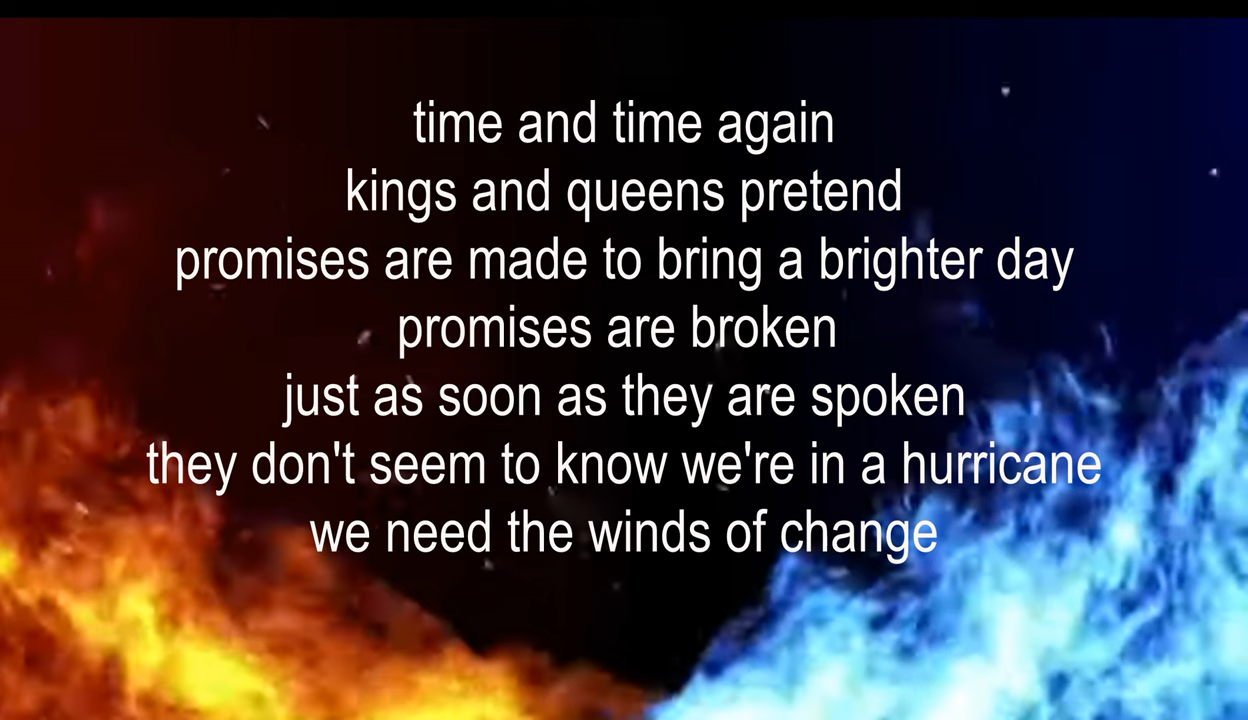 time and time again
kings and queens pretend
promises are made to bring a brighter day
promises are broken
just as soon as they are spoken
they don't seem to know we're in a hurricane
we need the winds of change